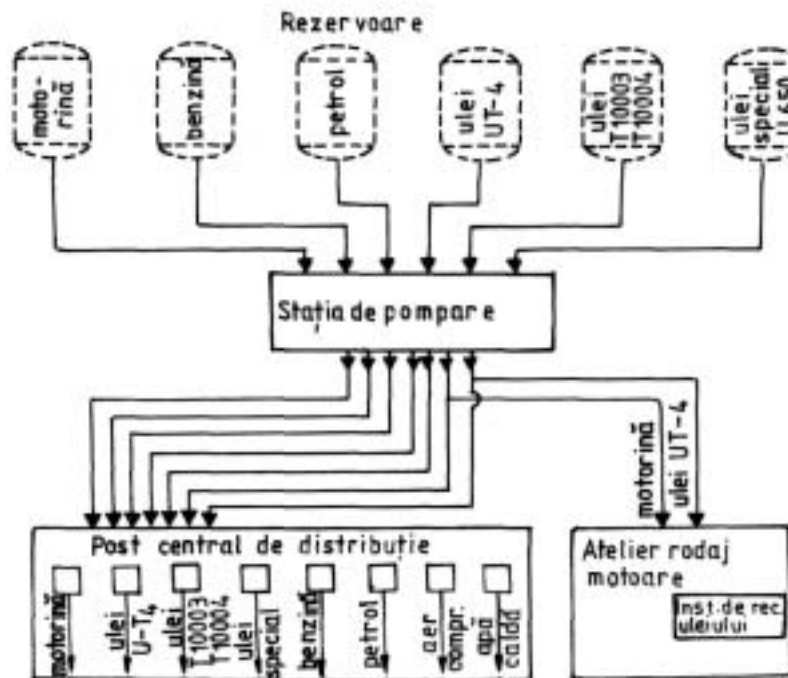 Rezervoare
moto-
rină
benzină
petrol
ulei
UT-4
ulei
T10003
T10004
ulei
special
U650
Stația de pompare
motorină
ulei UT-4
Post central de distribuție
motorină
ulei
U-T4
ulei
T10003
T10004
ulei
special
benzină
petrol
aer
compr.
apă
caldă
Atelier rodaj
motoare
Inst. de rec.
uleiului